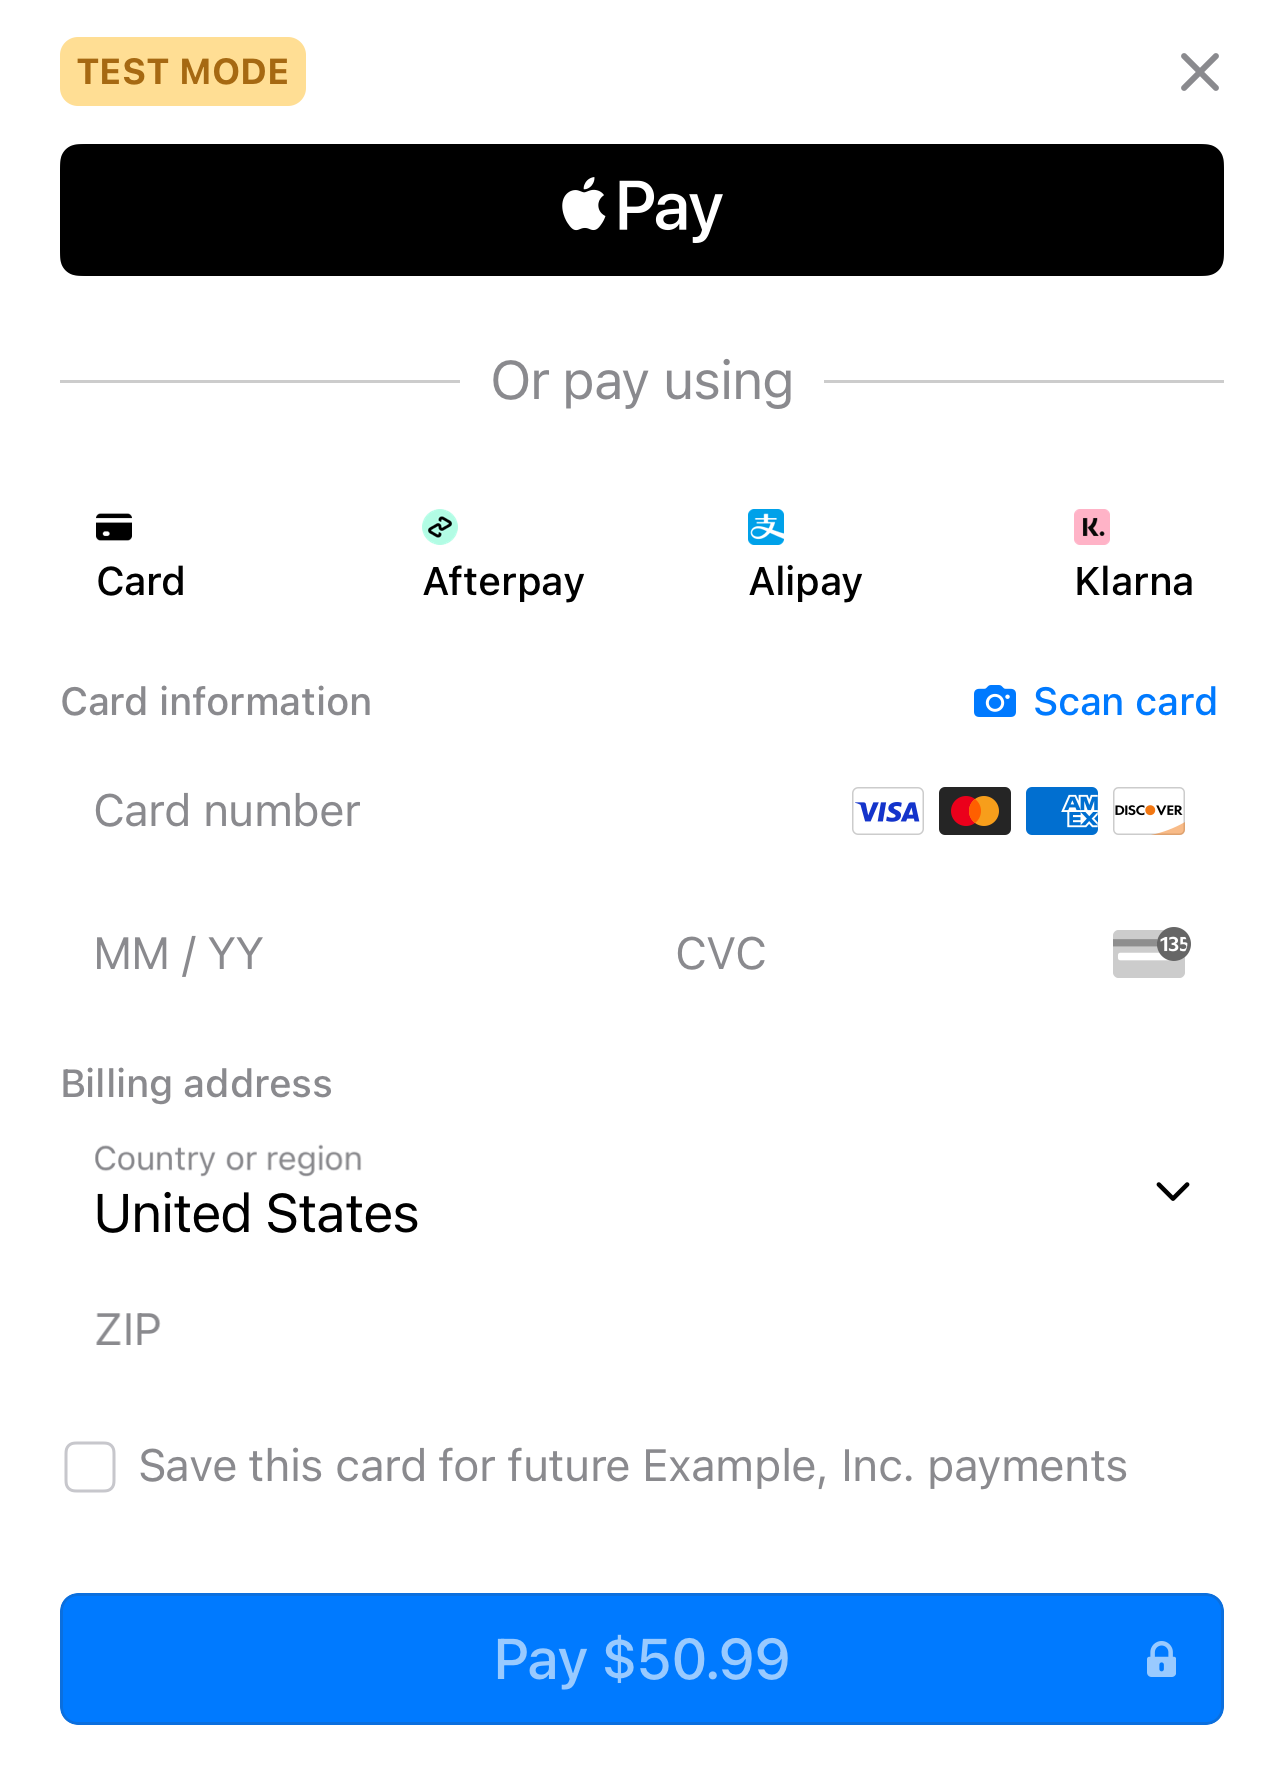 TEST MODE
Pay
Or pay using
支 K.
Card Afterpay Alipay Klarna
Card information Scan card
Card number VISA AM EX DISCOVER
MM / YY CVC 135
Billing address
Country or region
United States
ZIP
Save this card for future Example, Inc. payments
Pay $50.99